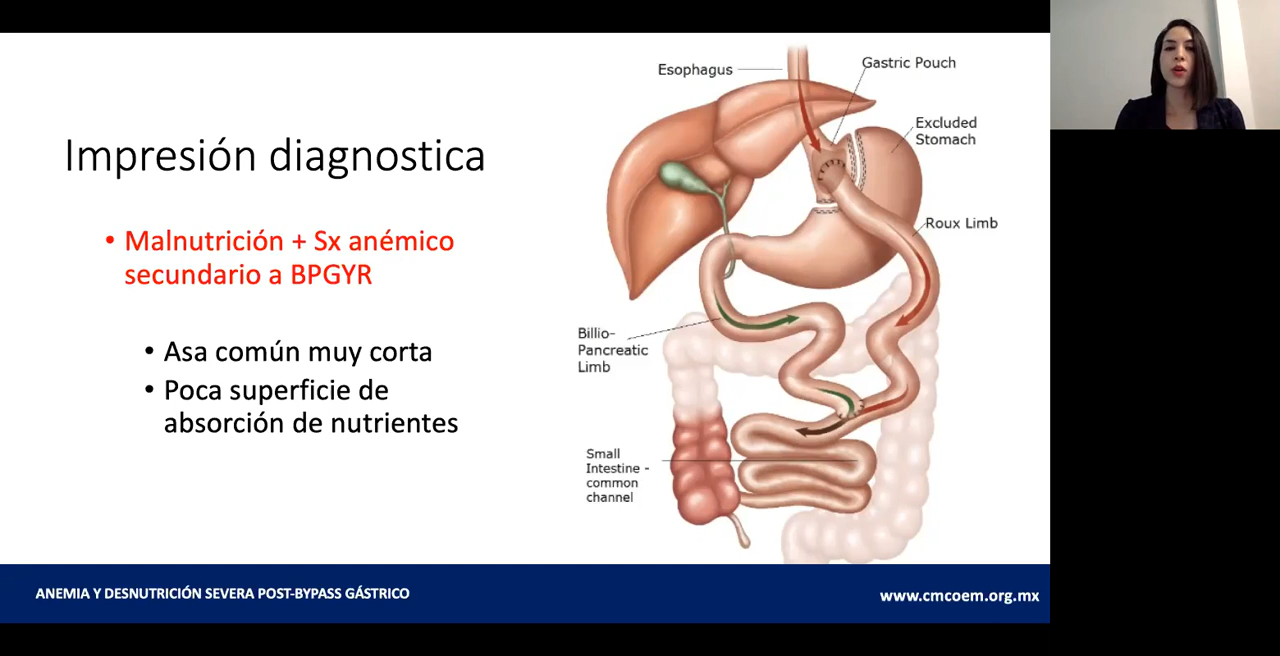 Impresión diagnostica
• Malnutrición + Sx anémico
secundario a BPGYR
• Asa común muy corta
• Poca superficie de
absorción de nutrientes
Esophagus
Gastric Pouch
Excluded
Stomach
Roux Limb
Billio-
Pancreatic
Limb
Small
Intestine -
common
channel
ANEMIA Y DESNUTRICIÓN SEVERA POST-BYPASS GÁSTRICO
www.cmcoem.org.mx